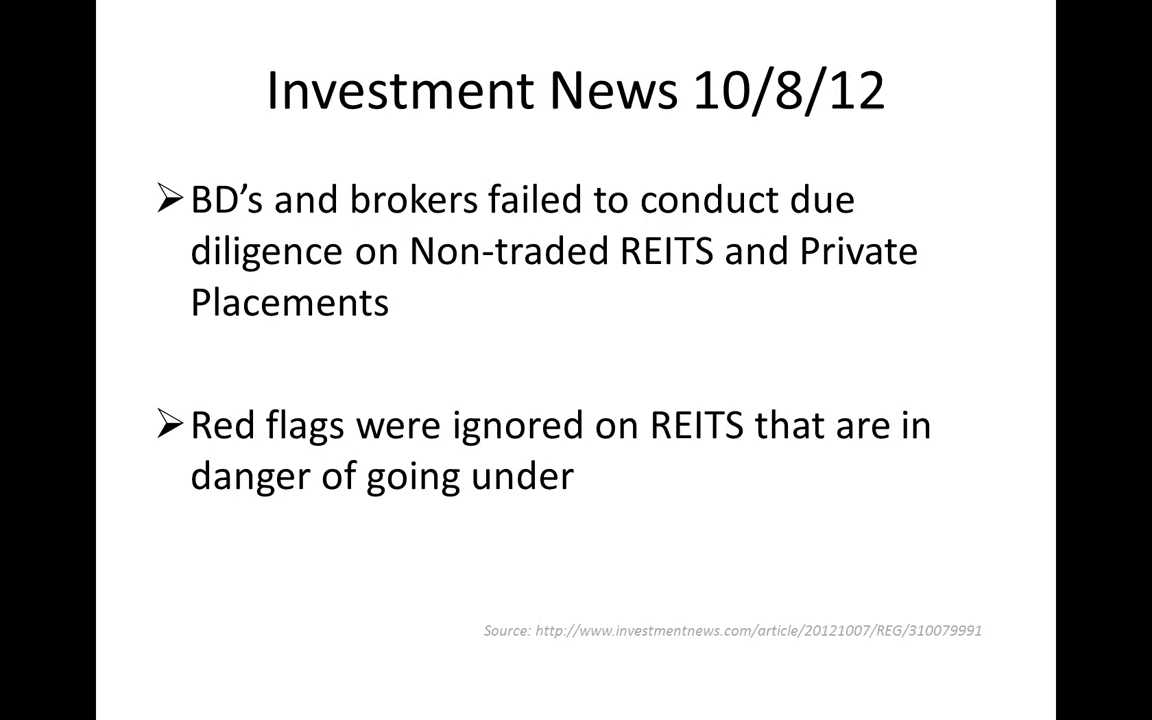 Investment News 10/8/12
➢BD’s and brokers failed to conduct due
diligence on Non-traded REITS and Private
Placements
➢Red flags were ignored on REITS that are in
danger of going under
Source: http://www.investmentnews.com/article/20121007/REG/310079991